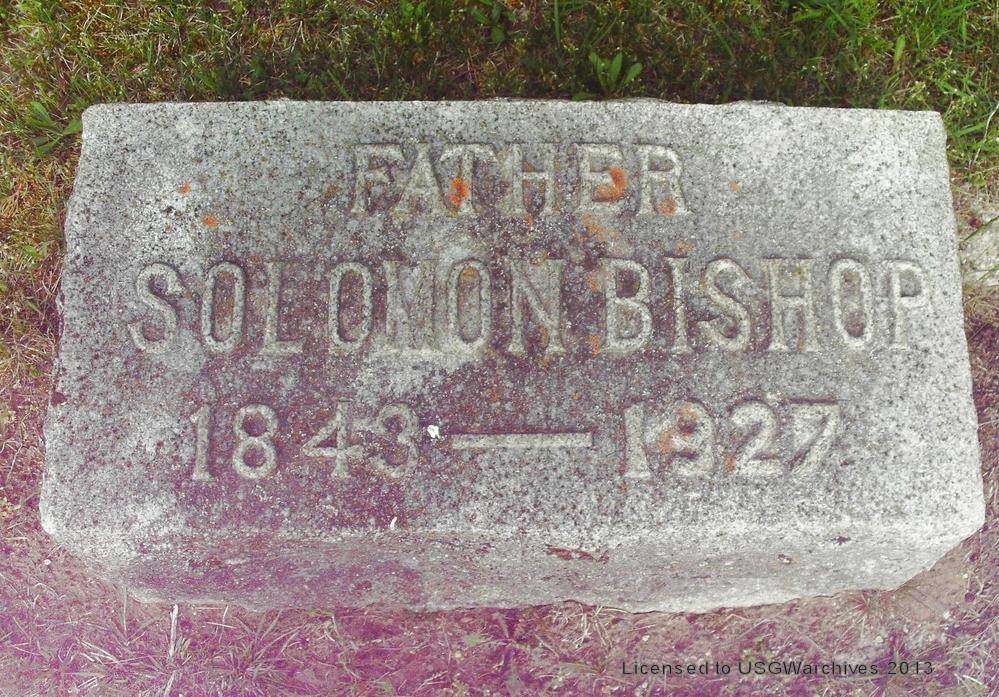 FATHER
SOLOMON BISHOP
1843 — 1927
Licensed to USGWarchives 2013